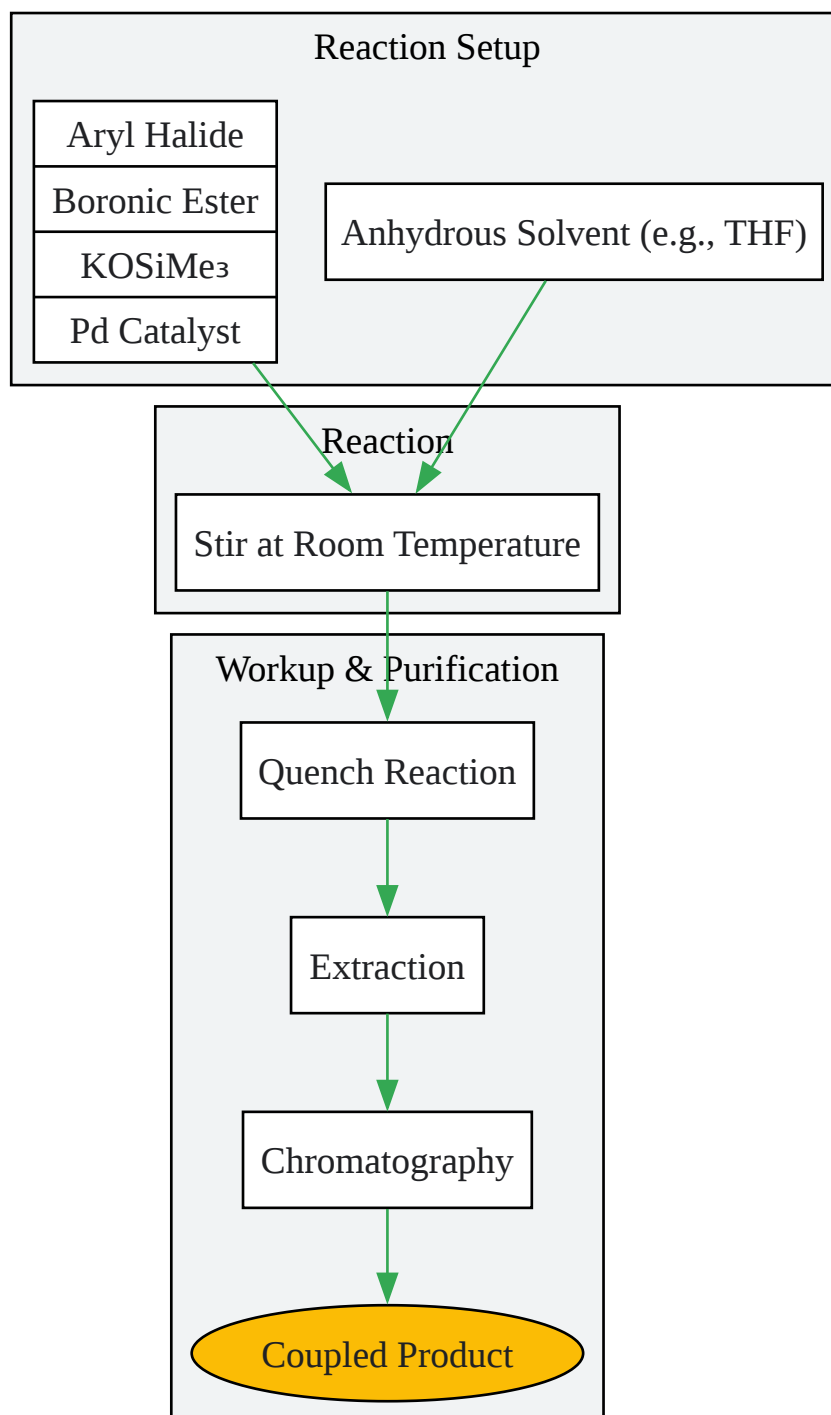 Reaction Setup
Aryl Halide
Boronic Ester
KOSiMe₃
Pd Catalyst
Anhydrous Solvent (e.g., THF)
Reaction
Stir at Room Temperature
Workup & Purification
Quench Reaction
Extraction
Chromatography
Coupled Product